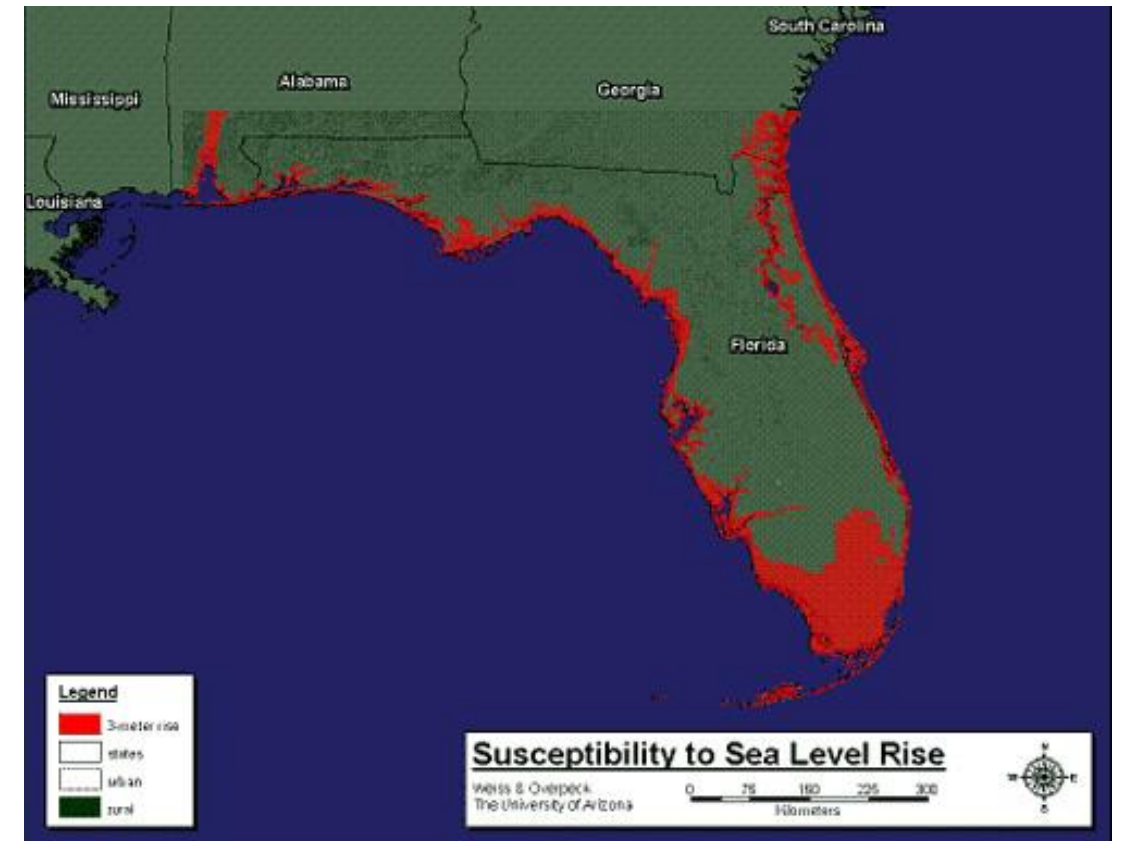 South Carolina
Alabama
Georgia
Mississippi
Louisiana
Florida
Legend
3-meter rise
states
urban
rural
Susceptibility to Sea Level Rise
Weiss & Overpeck
The University of Arizona
0 75 150 225 300
Kilometers
N
W E
S